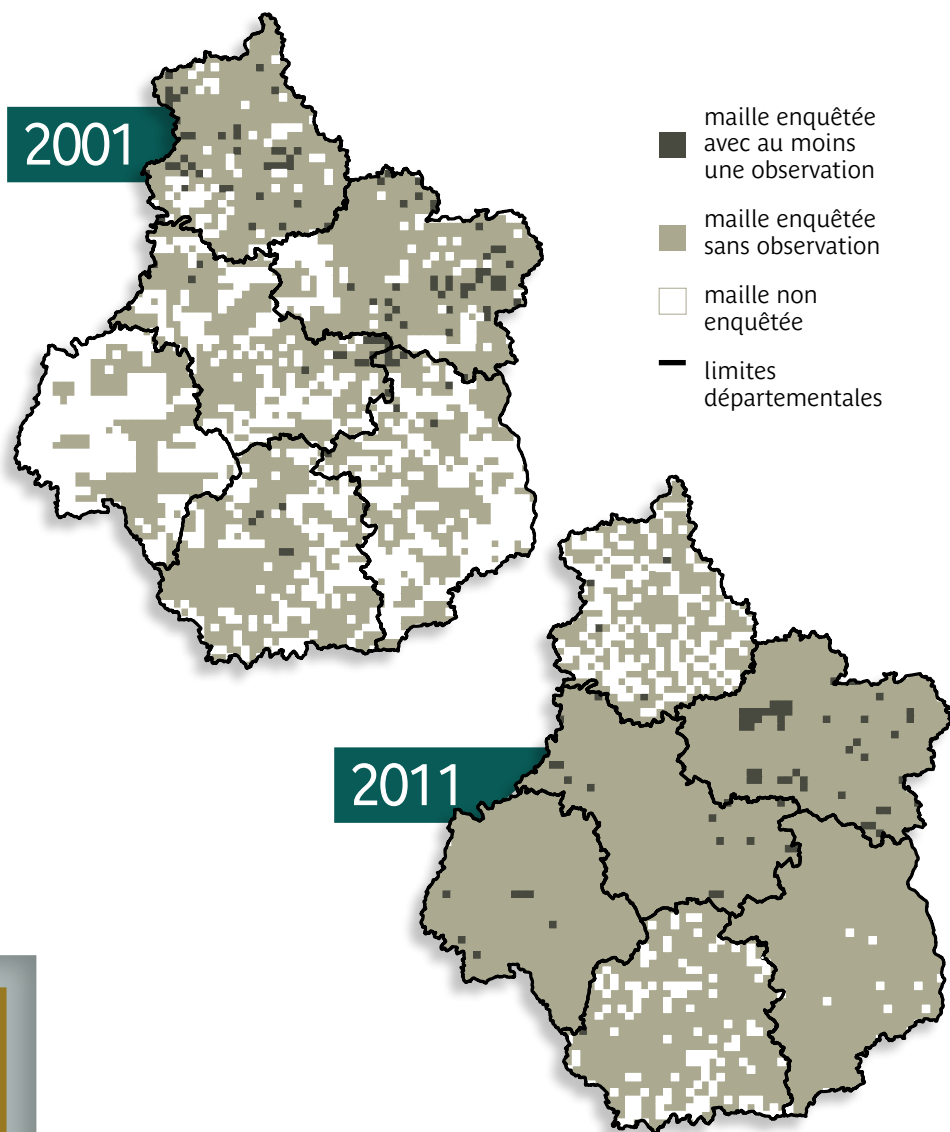 2001
maille enquêtée
avec au moins
une observation
maille enquêtée
sans observation
maille non
enquêtée
limites
départementales
2011